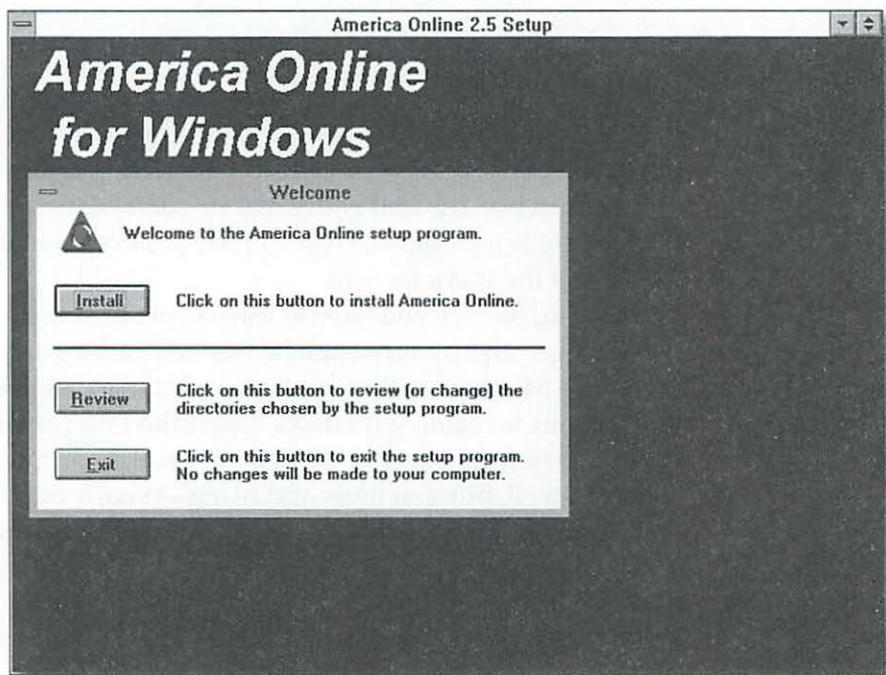 America Online 2.5 Setup
America Online
for Windows
Welcome
Welcome to the America Online setup program.
Install
Click on this button to install America Online.
Review
Click on this button to review (or change) the
directories chosen by the setup program.
Exit
Click on this button to exit the setup program.
No changes will be made to your computer.